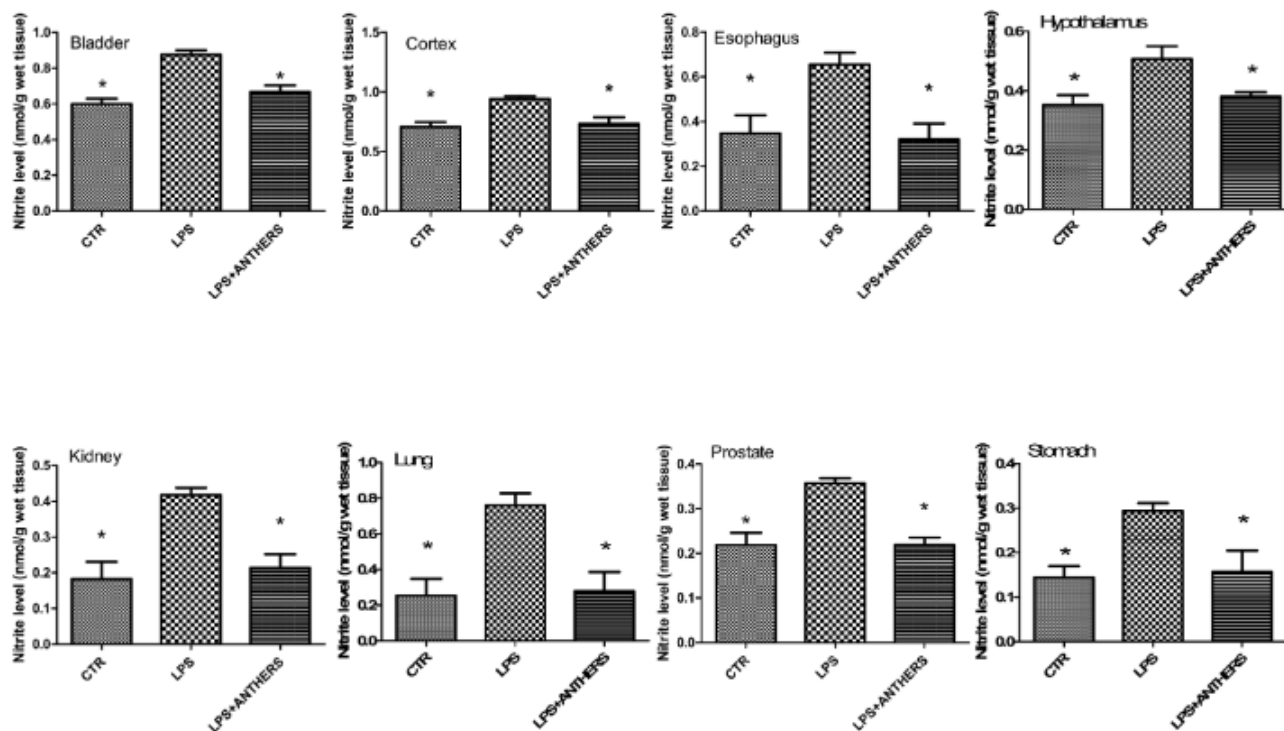 Bladder
Nitrite level (nmol/g wet tissue)
1.0
0.8
0.6
0.4
0.2
0.0
*
*
CTR
LPS
LPS+ANTHERS
Cortex
Nitrite level (nmol/g wet tissue)
1.5
1.0
0.5
0.0
*
*
CTR
LPS
LPS+ANTHERS
Esophagus
Nitrite level (nmol/g wet tissue)
0.8
0.6
0.4
0.2
0.0
*
*
CTR
LPS
LPS+ANTHERS
Hypothalamus
Nitrite level (nmol/g wet tissue)
0.6
0.4
0.2
0.0
*
*
CTR
LPS
LPS+ANTHERS
Kidney
Nitrite level (nmol/g wet tissue)
0.5
0.4
0.3
0.2
0.1
0.0
*
*
CTR
LPS
LPS+ANTHERS
Lung
Nitrite level (nmol/g wet tissue)
1.0
0.8
0.6
0.4
0.2
0.0
*
*
CTR
LPS
LPS+ANTHERS
Prostate
Nitrite level (nmol/g wet tissue)
0.4
0.3
0.2
0.1
0.0
*
*
CTR
LPS
LPS+ANTHERS
Stomach
Nitrite level (nmol/g wet tissue)
0.4
0.3
0.2
0.1
0.0
*
*
CTR
LPS
LPS+ANTHERS